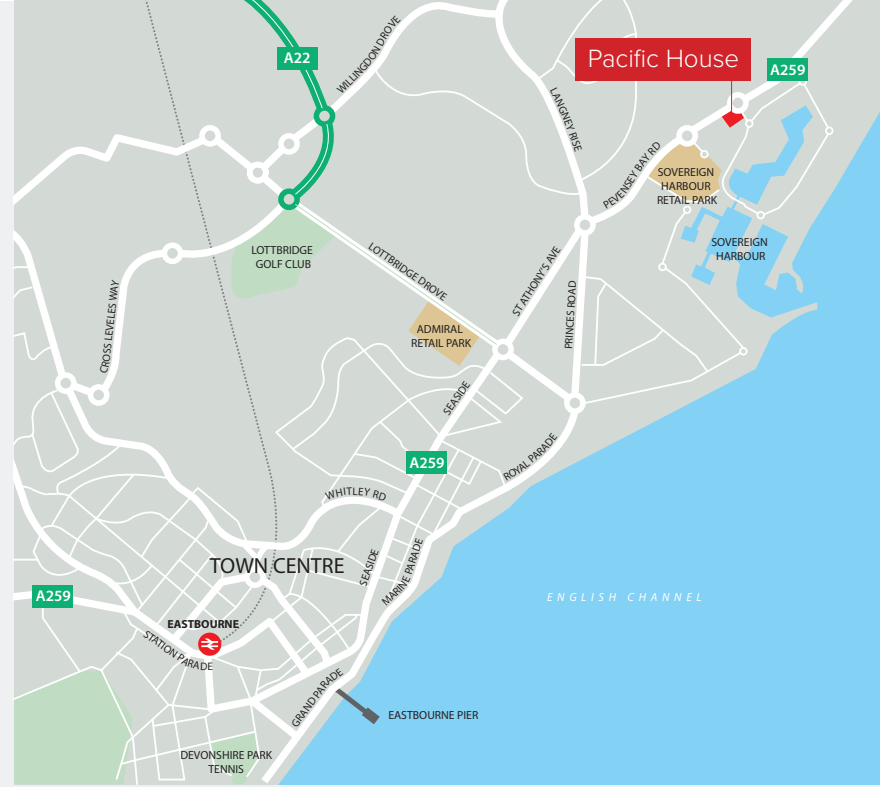 A22
WILLINGDON DROVE
LANGNEY RISE
Pacific House
A259
PEVENSEY BAY RD
SOVEREIGN
HARBOUR
RETAIL PARK
SOVEREIGN
HARBOUR
LOTTBRIDGE
GOLF CLUB
LOTTBRIDGE DROVE
ST ATHONY'S AVE
PRINCES ROAD
CROSS LEVELES WAY
ADMIRAL
RETAIL PARK
SEASIDE
A259
ROYAL PARADE
WHITLEY RD
SEASIDE
MARINE PARADE
TOWN CENTRE
A259
ENGLISH CHANNEL
EASTBOURNE
STATION PARADE
GRAND PARADE
EASTBOURNE PIER
DEVONSHIRE PARK
TENNIS